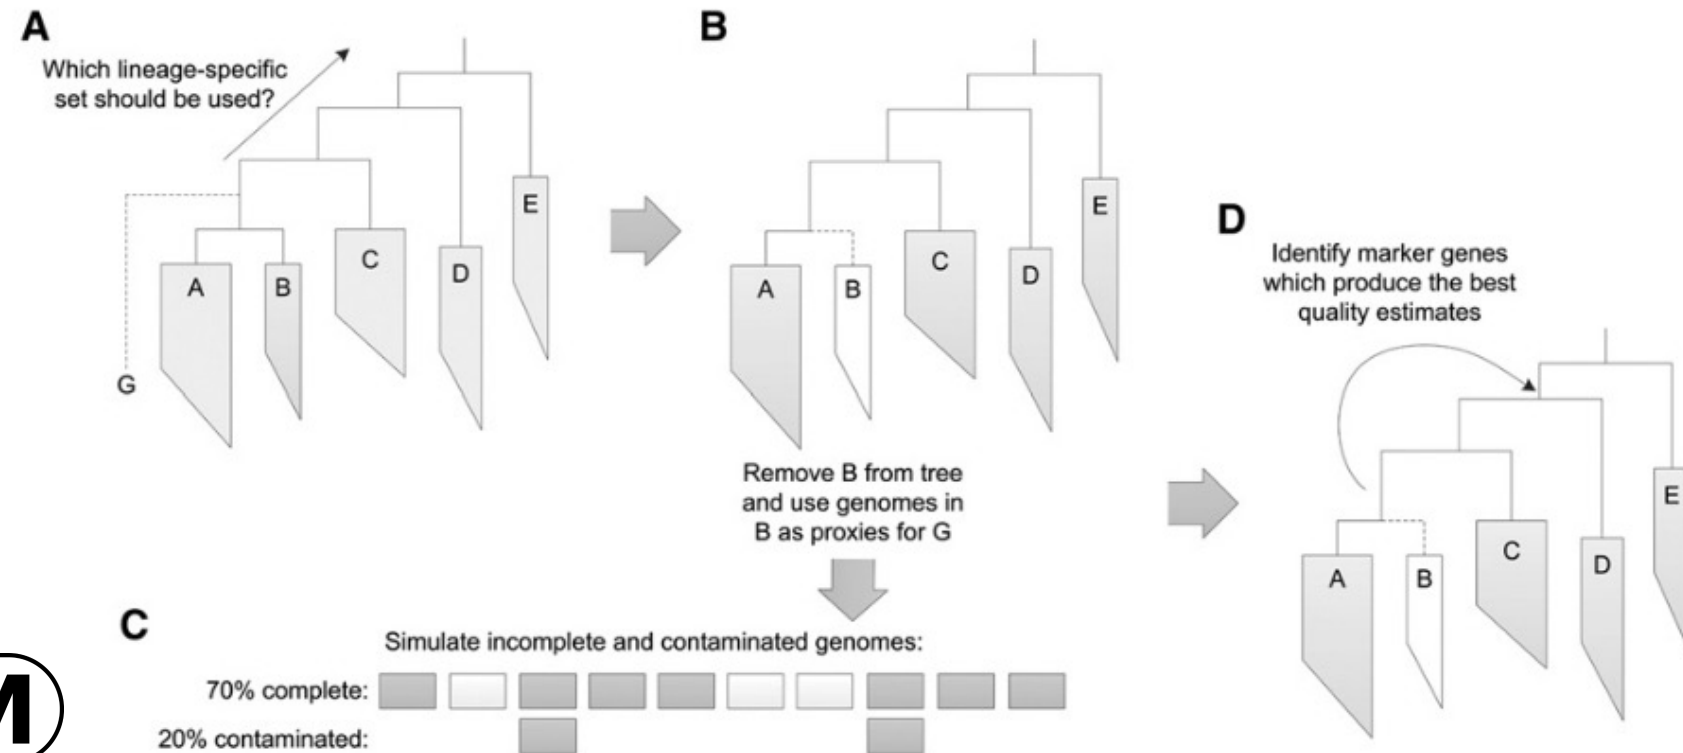 A
Which lineage-specific
set should be used?
E
C
D
A
B
G
B
E
C
D
A
B
Remove B from tree
and use genomes in
B as proxies for G
C
Simulate incomplete and contaminated genomes:
70% complete:
20% contaminated:
D
Identify marker genes
which produce the best
quality estimates
E
C
D
A
B
M